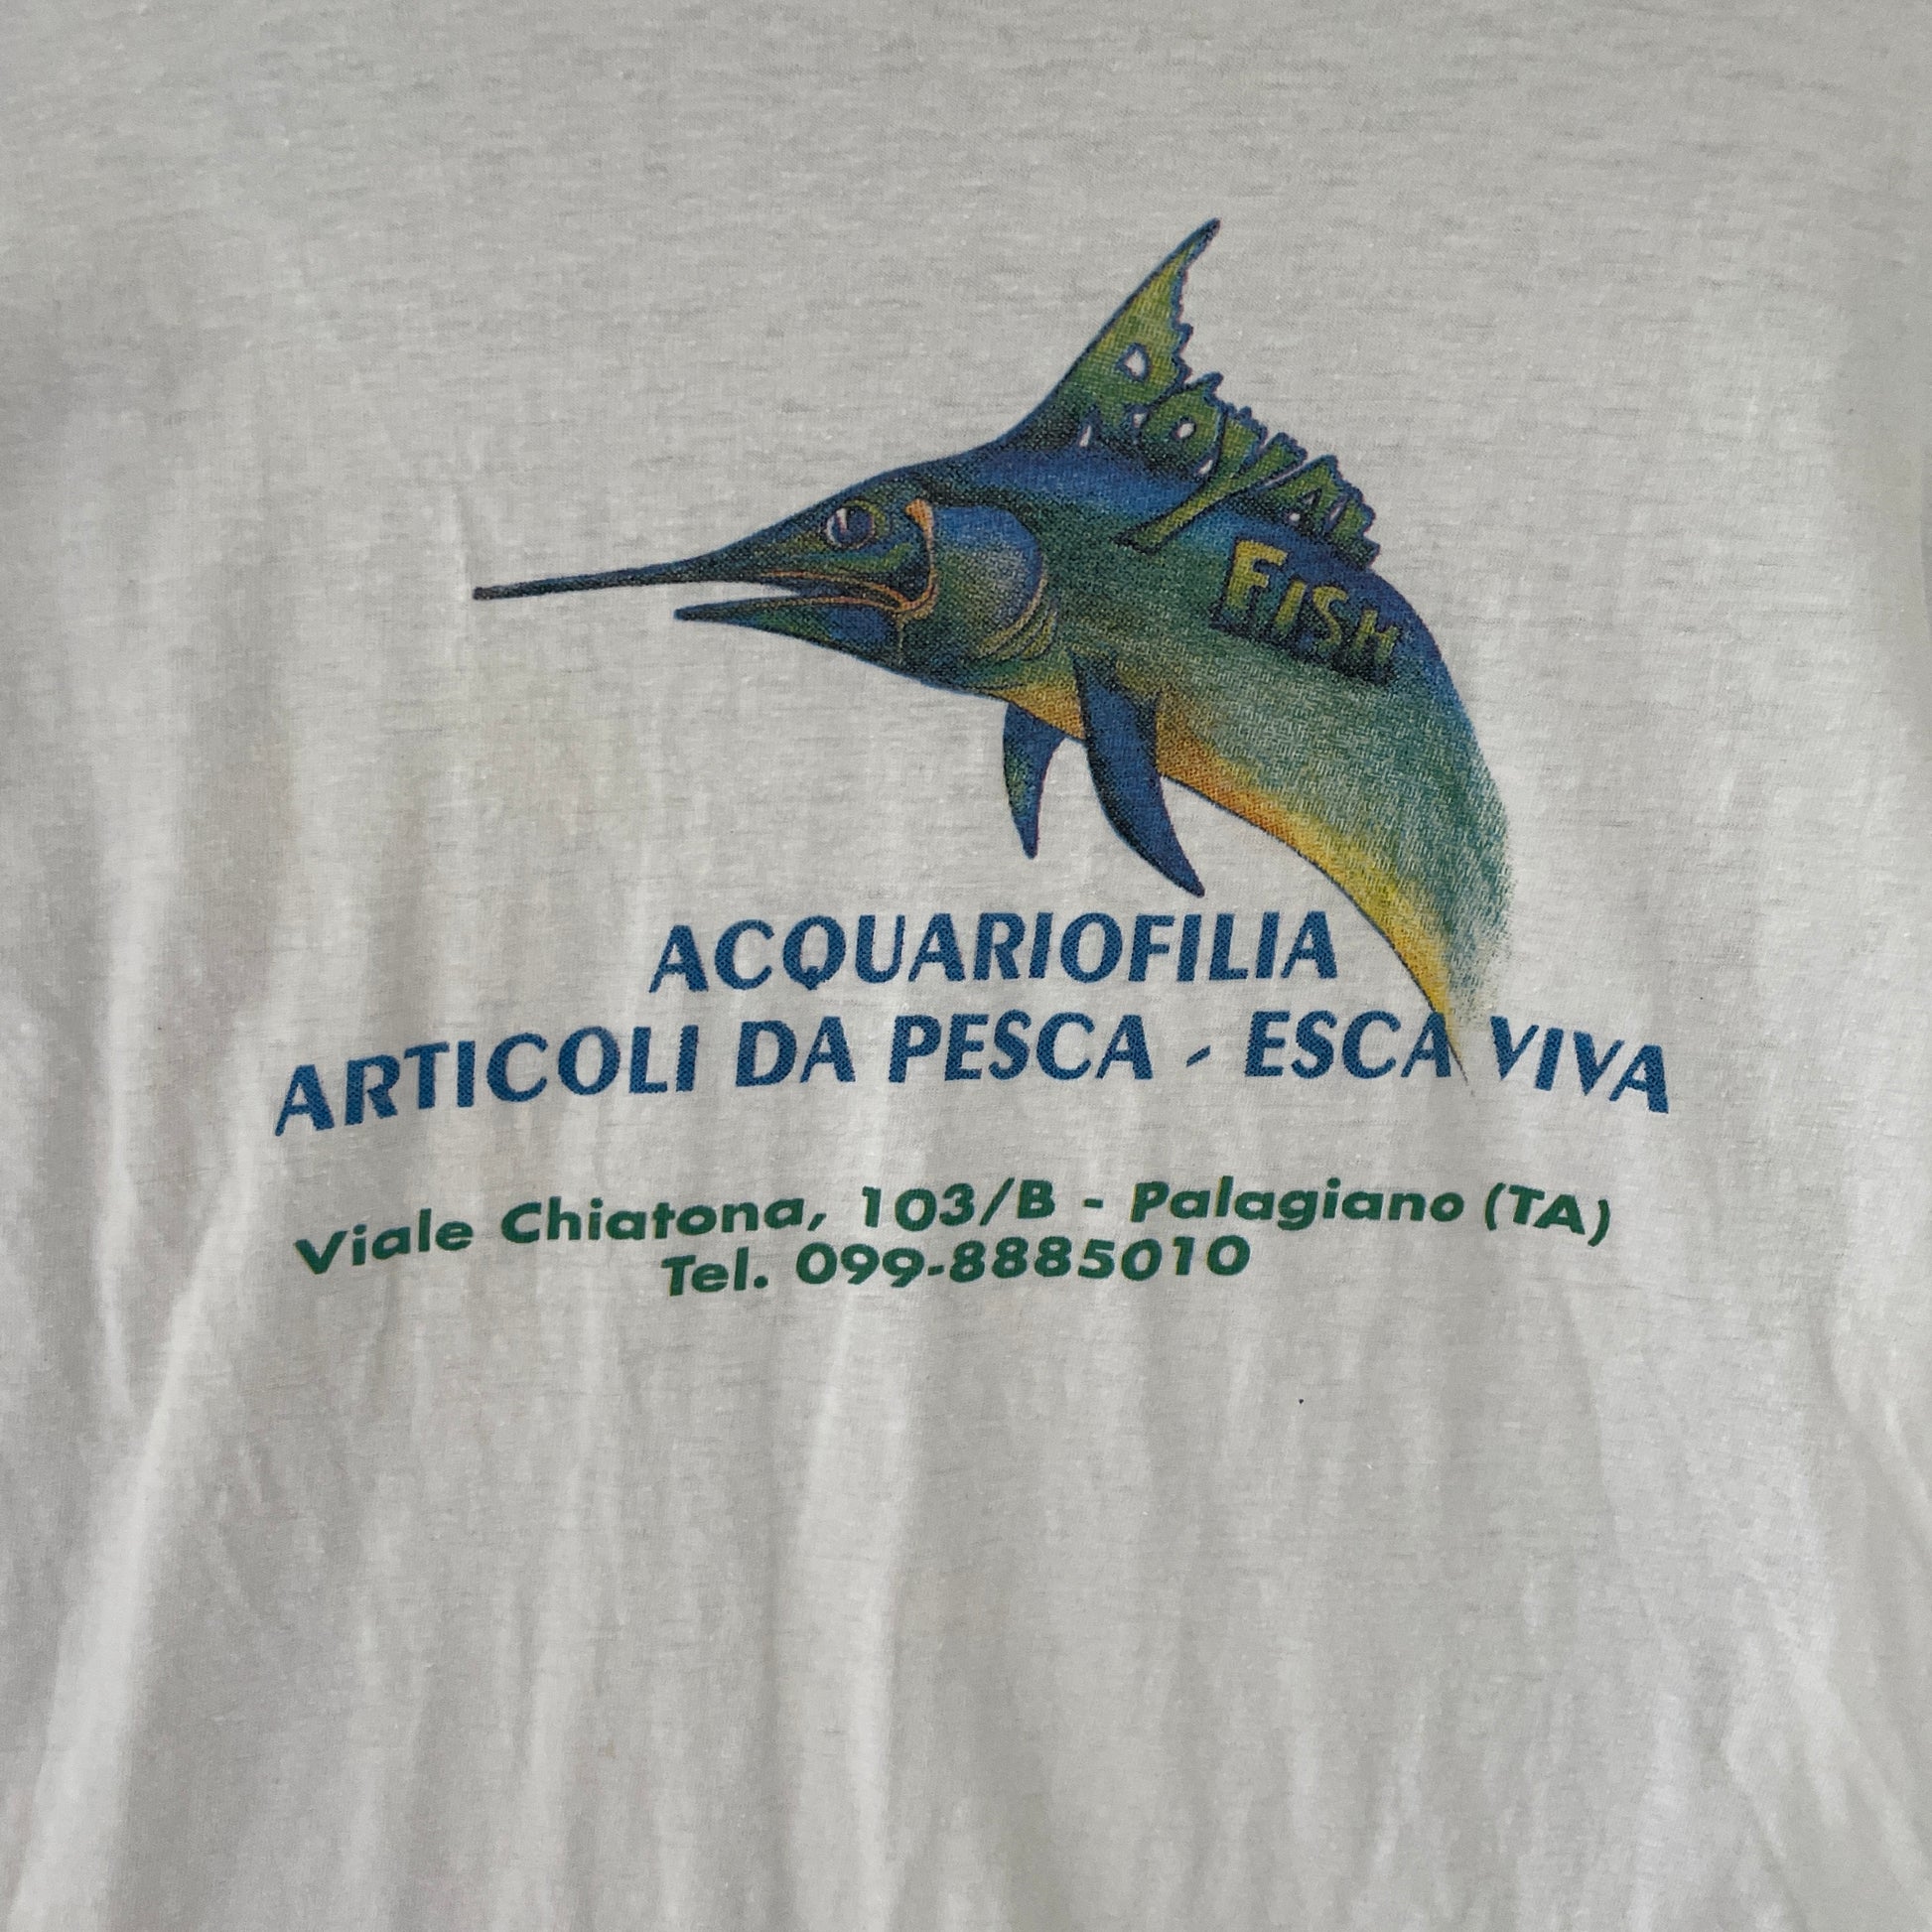 ROYAL
FISH
ACQUARIOFILIA
ARTICOLI DA PESCA - ESCA VIVA
Viale Chiatona, 103/B - Palagiano (TA)
Tel. 099-8885010